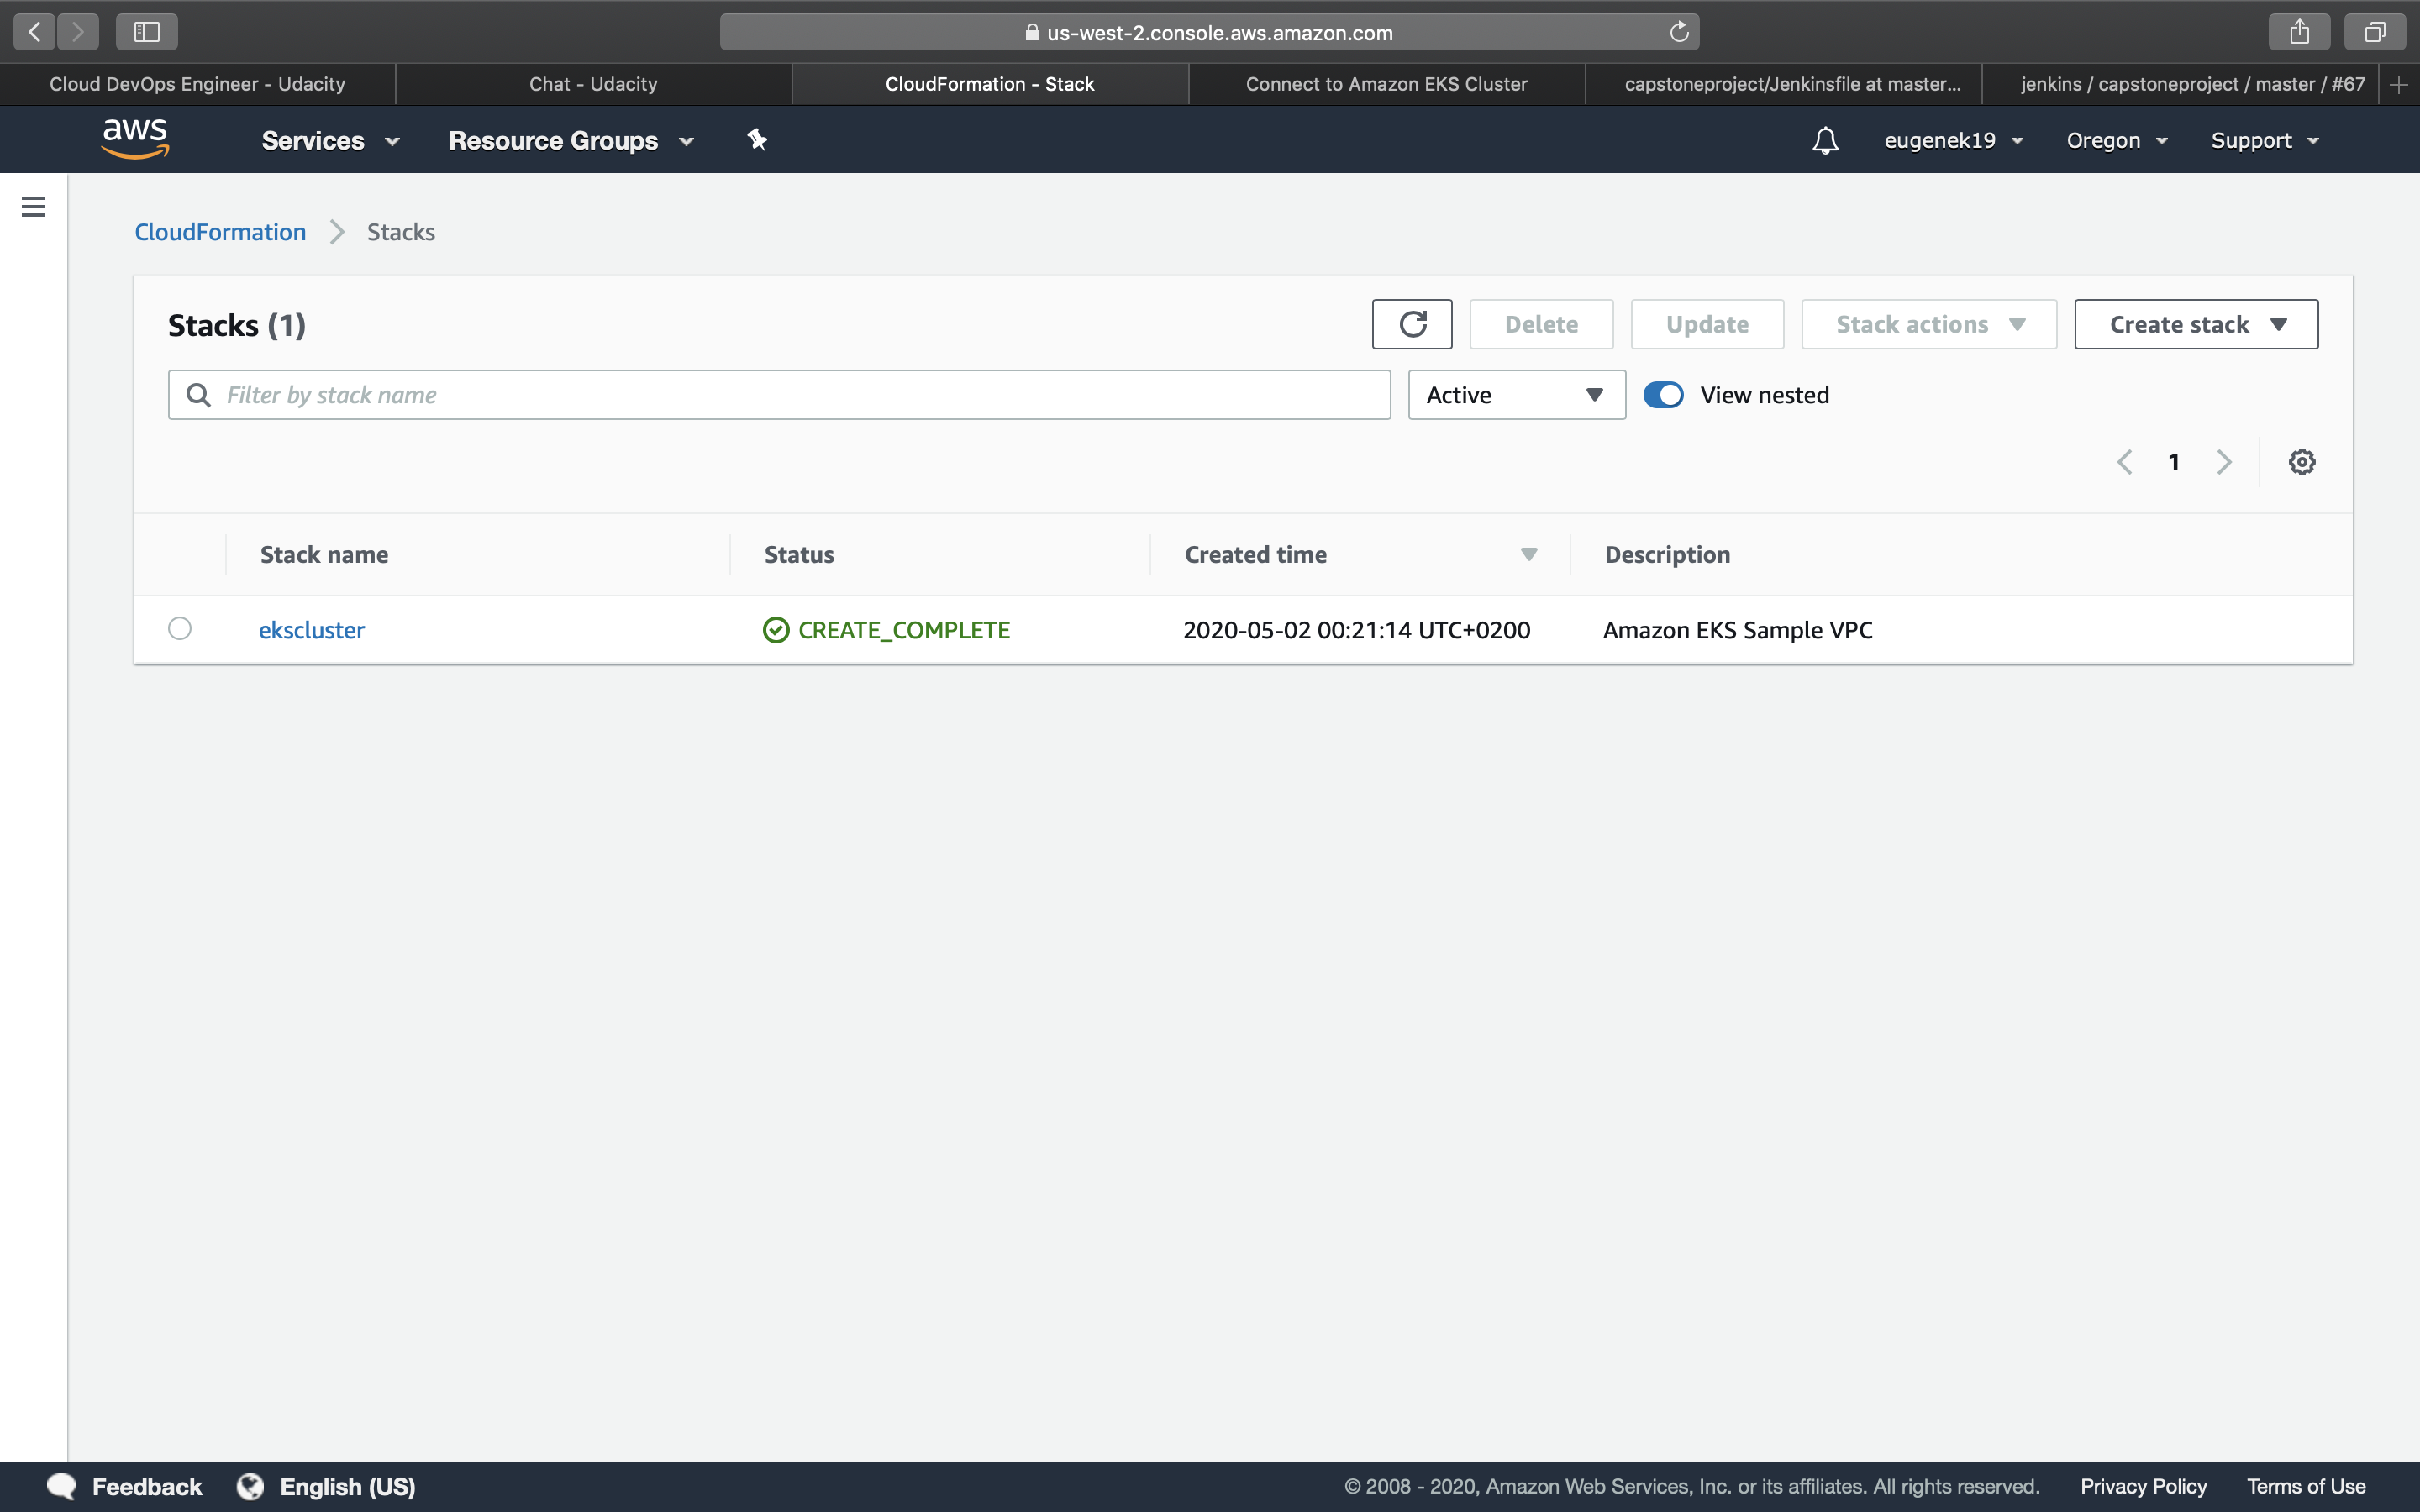 us-west-2.console.aws.amazon.com
Cloud DevOps Engineer - Udacity
Chat - Udacity
CloudFormation - Stack
Connect to Amazon EKS Cluster
capstoneproject/Jenkinsfile at master...
jenkins / capstoneproject / master / #67
aws
Services
Resource Groups
eugenek19
Oregon
Support
CloudFormation
Stacks
Stacks (1)
Delete
Update
Stack actions
Create stack
Filter by stack name
Active
View nested
1
Stack name
Status
Created time
Description
ekscluster
CREATE_COMPLETE
2020-05-02 00:21:14 UTC+0200
Amazon EKS Sample VPC
Feedback
English (US)
© 2008 - 2020, Amazon Web Services, Inc. or its affiliates. All rights reserved.
Privacy Policy
Terms of Use